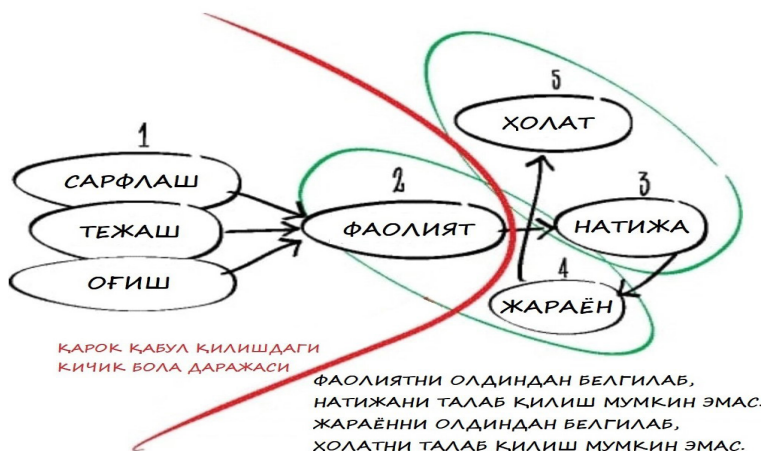 1
САРФЛАШ
ТЕЖАШ
ОҒИШ
2
ФАОЛИЯТ
5
ҲОЛАТ
3
НАТИЖА
4
ЖАРАЁН
ҚАРОК ҚАБУЛ ҚИЛИШДАГИ
КИЧИК БОЛА ДАРАЖАСИ
ФАОЛИЯТНИ ОЛДИНДАН БЕЛГИЛАБ,
НАТИЖАНИ ТАЛАБ ҚИЛИШ МУМКИН ЭМАС.
ЖАРАЁННИ ОЛДИНДАН БЕЛГИЛАБ,
ҲОЛАТНИ ТАЛАБ ҚИЛИШ МУМКИН ЭМАС.